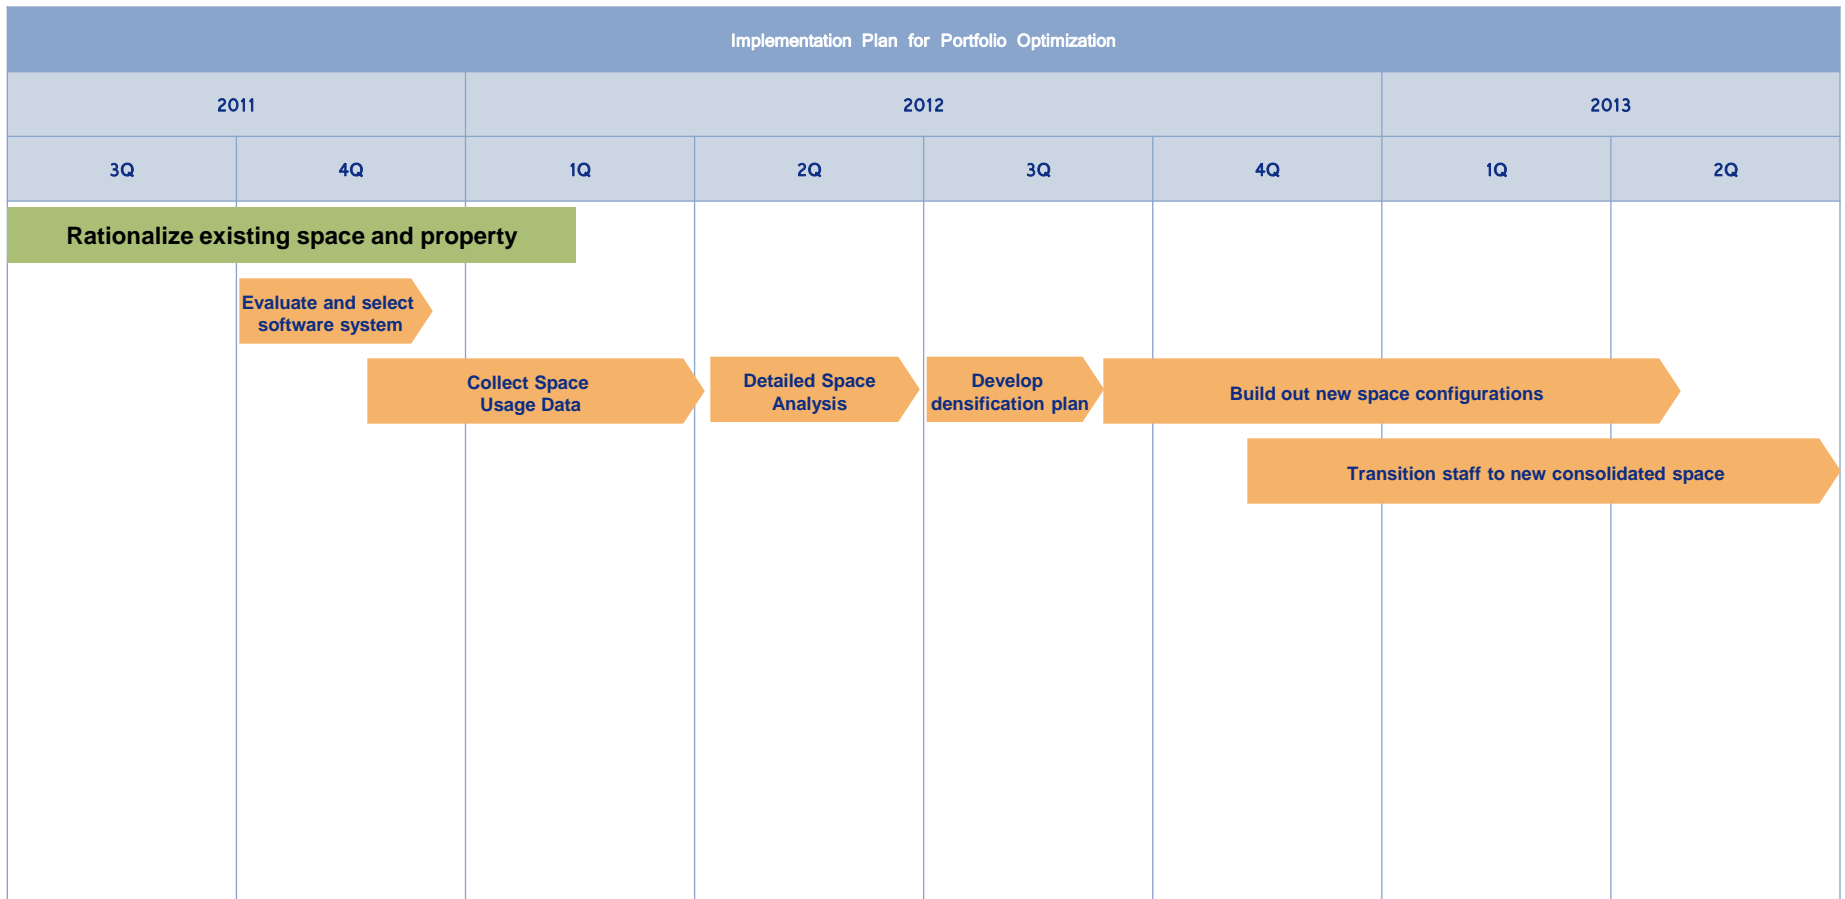 Implementation Plan for Portfolio Optimization
2011 2012 2013
3Q 4Q 1Q 2Q 3Q 4Q 1Q 2Q
Rationalize existing space and property
Evaluate and select
software system
Collect Space
Usage Data
Detailed Space
Analysis
Develop
densification plan
Build out new space configurations
Transition staff to new consolidated space